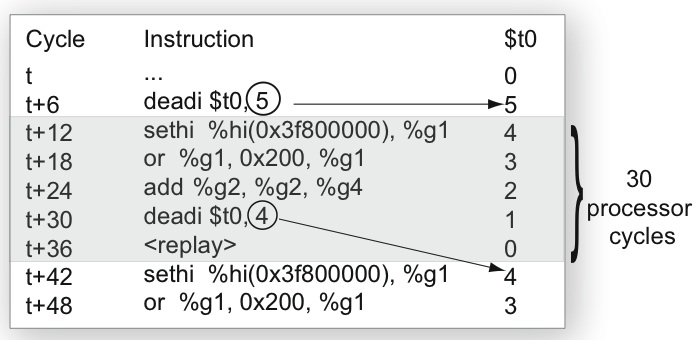 Cycle Instruction $t0
t ... 0
t+6 deadi $t0,5 5
t+12 sethi %hi(0x3f800000), %g1 4
t+18 or %g1, 0x200, %g1 3
t+24 add %g2, %g2, %g4 2
t+30 deadi $t0,4 1
t+36 <replay> 0
t+42 sethi %hi(0x3f800000), %g1 4
t+48 or %g1, 0x200, %g1 3
30
processor
cycles